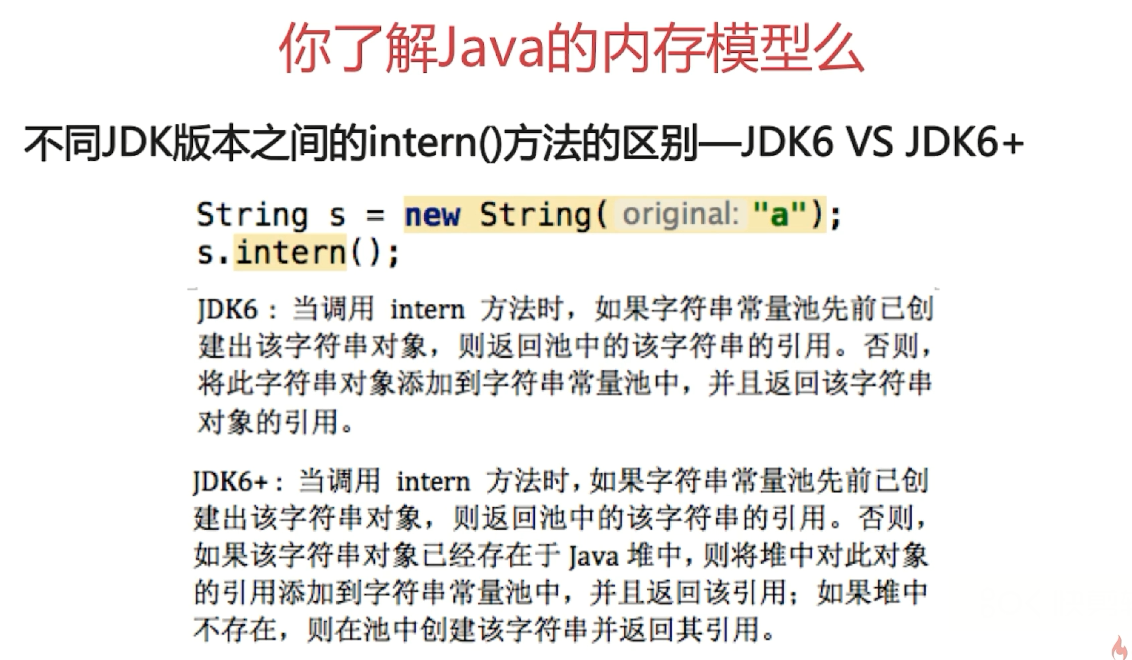 你了解Java的内存模型么
不同JDK版本之间的intern()方法的区别—JDK6 VS JDK6+
String s = new String( original: "a");
s.intern();
JDK6：当调用 intern 方法时，如果字符串常量池先前已创
建出该字符串对象，则返回池中的该字符串的引用。否则，
将此字符串对象添加到字符串常量池中，并且返回该字符串
对象的引用。
JDK6+：当调用 intern 方法时，如果字符串常量池先前已创
建出该字符串对象，则返回池中的该字符串的引用。否则，
如果该字符串对象已经存在于 Java 堆中，则将堆中对此对象
的引用添加到字符串常量池中，并且返回该引用；如果堆中
不存在，则在池中创建该字符串并返回其引用。